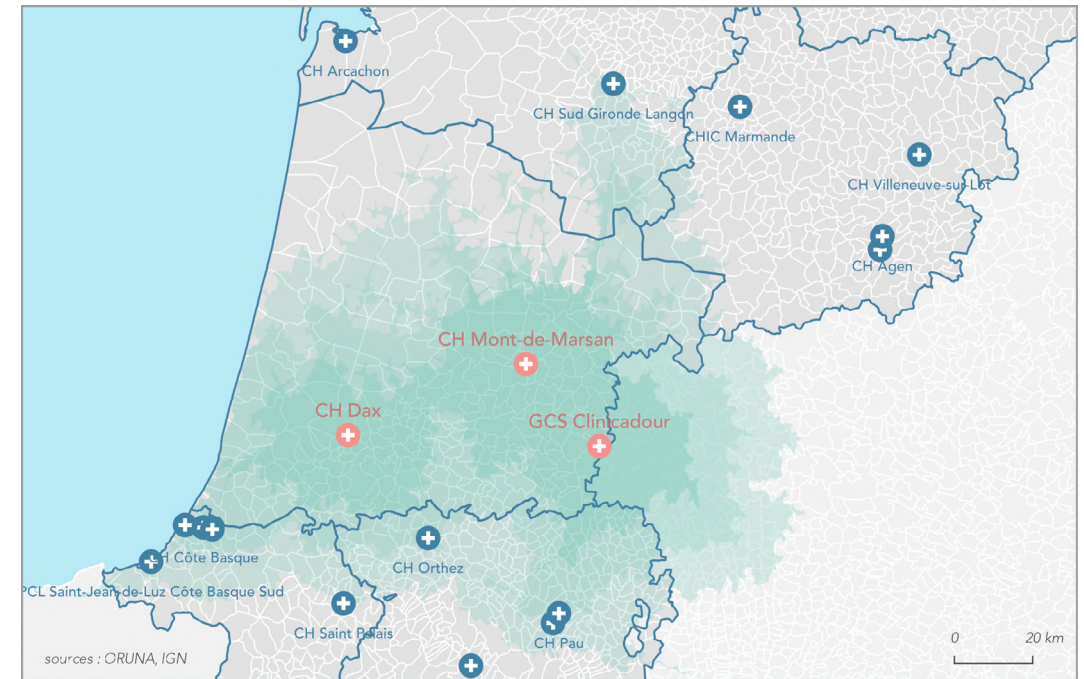 CH Arcachon
CH Sud Gironde Langon
CHIC Marmande
CH Villeneuve-sur-Lot
CH Agen
CH Mont-de-Marsan
CH Dax
GCS Clinicadour
CH Côte Basque
CH Orthez
PCL Saint-Jean-de-Luz Côte Basque Sud
CH Saint Palais
CH Pau
0 20 km
sources : ORUNA, IGN